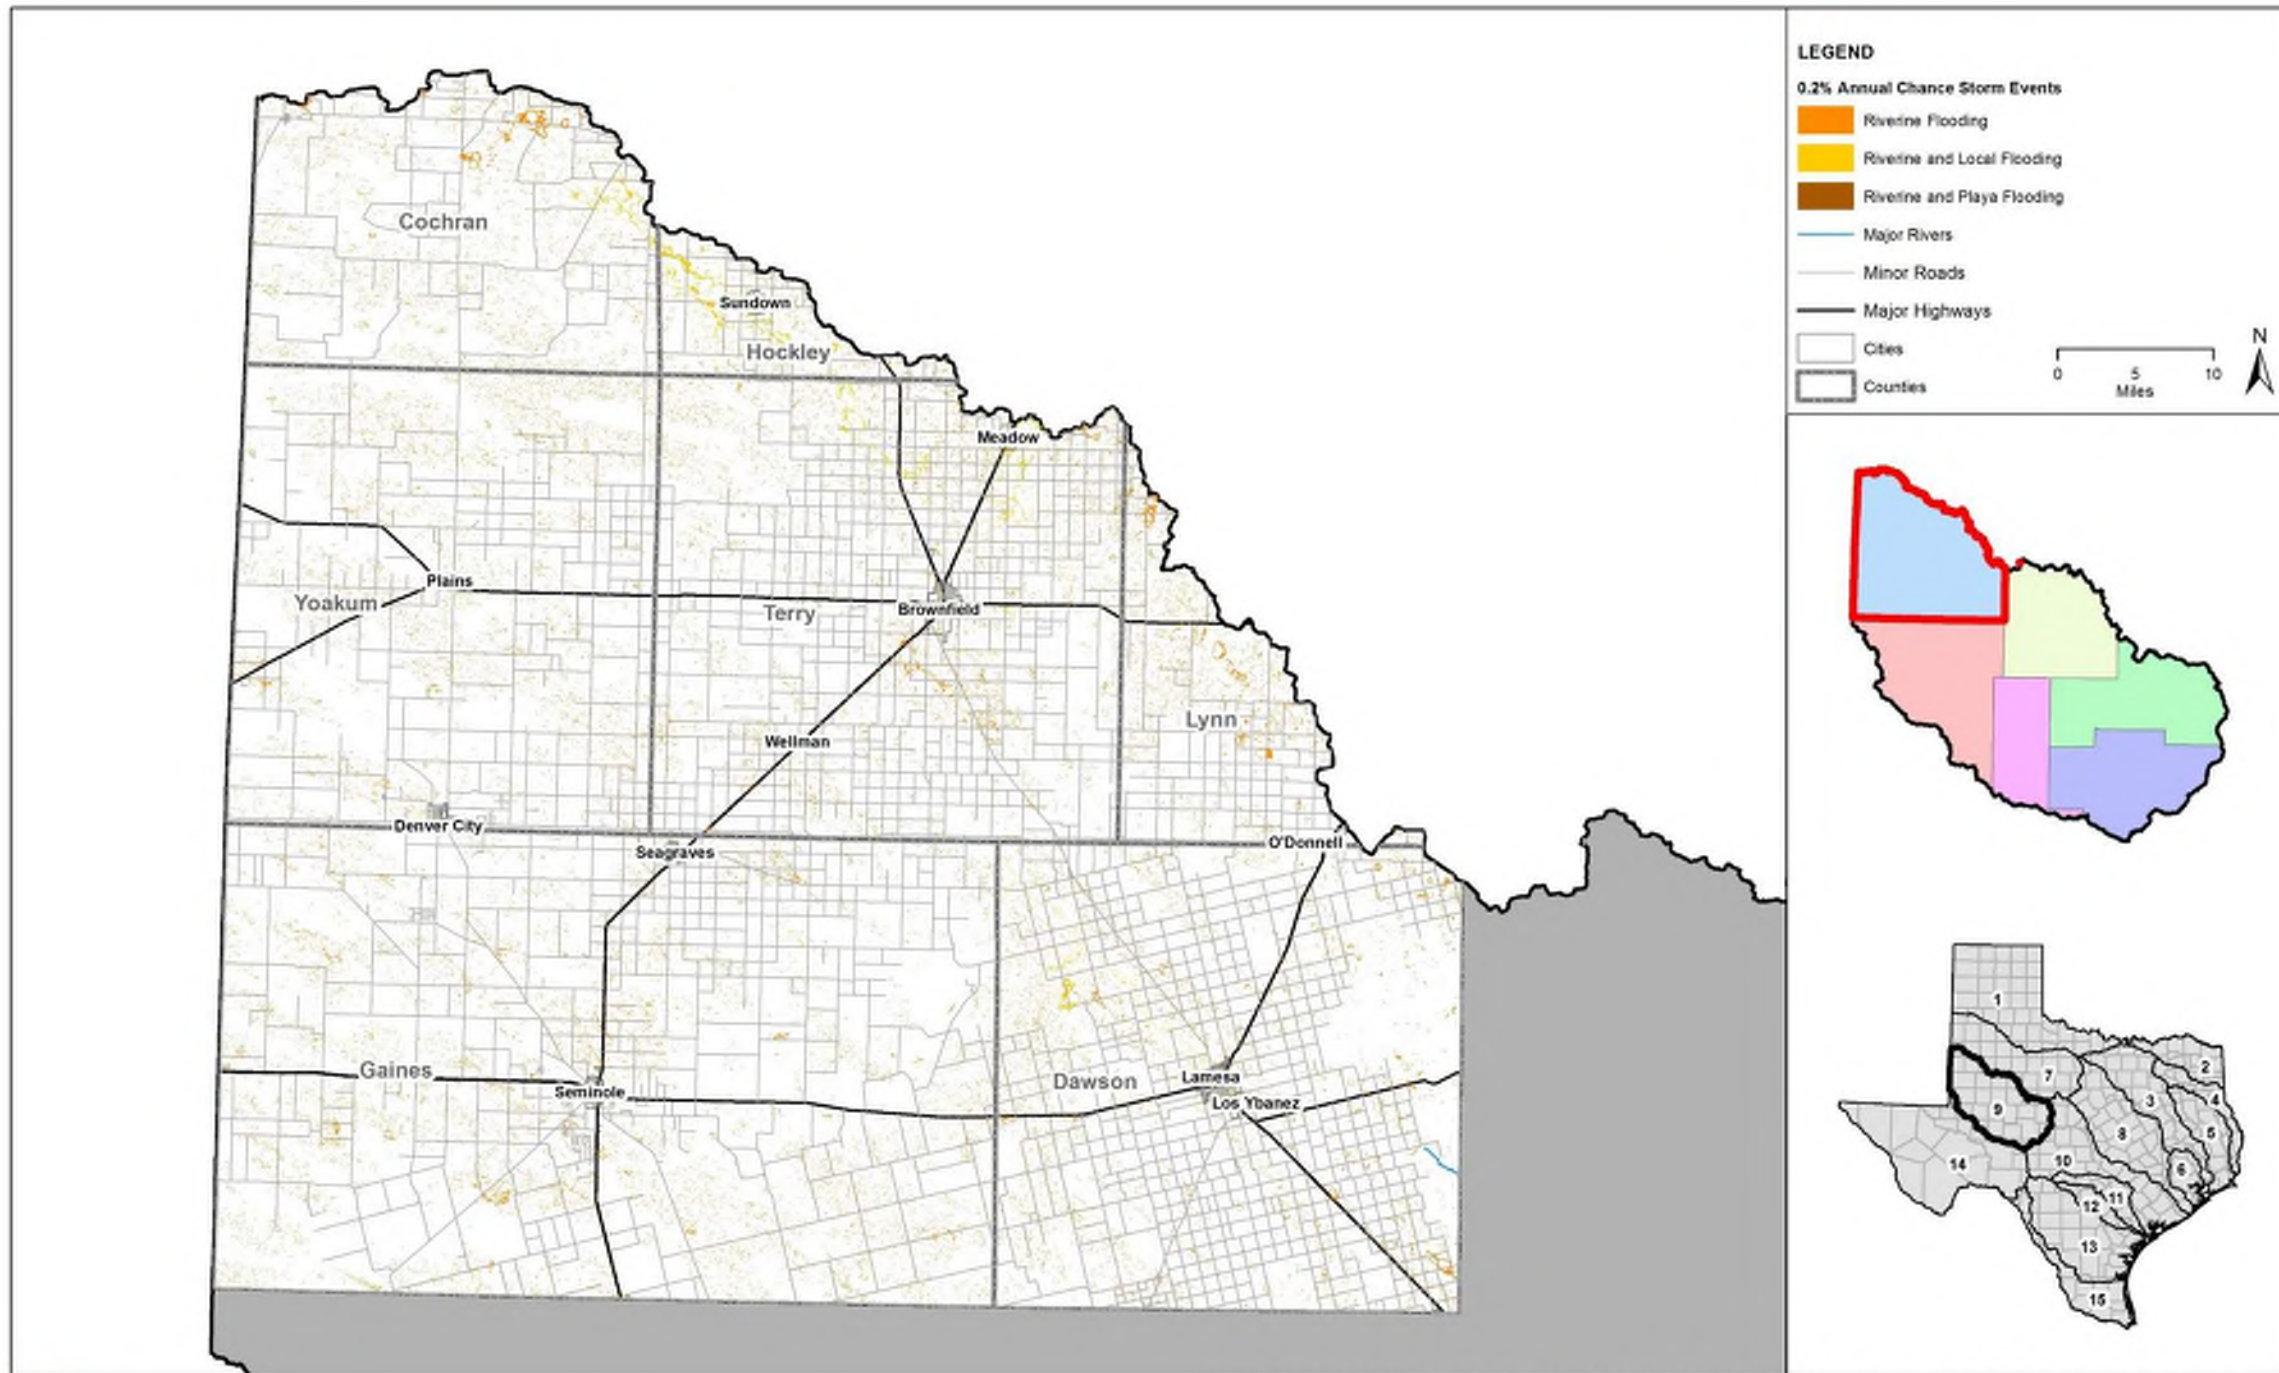 Cochran
Sundown
Hockley
Meadow
Plains
Yoakum
Terry
Brownfield
Lynn
Wellman
Denver City
Seagraves
O'Donnell
Gaines
Seminole
Dawson
Lamesa
Los Ybanez
LEGEND
0.2% Annual Chance Storm Events
Riverine Flooding
Riverine and Local Flooding
Riverine and Playa Flooding
Major Rivers
Minor Roads
Major Highways
Cities
Counties
N
0 5 10
Miles
1
2
7
3
4
9
8
5
14
10
6
11
12
13
15